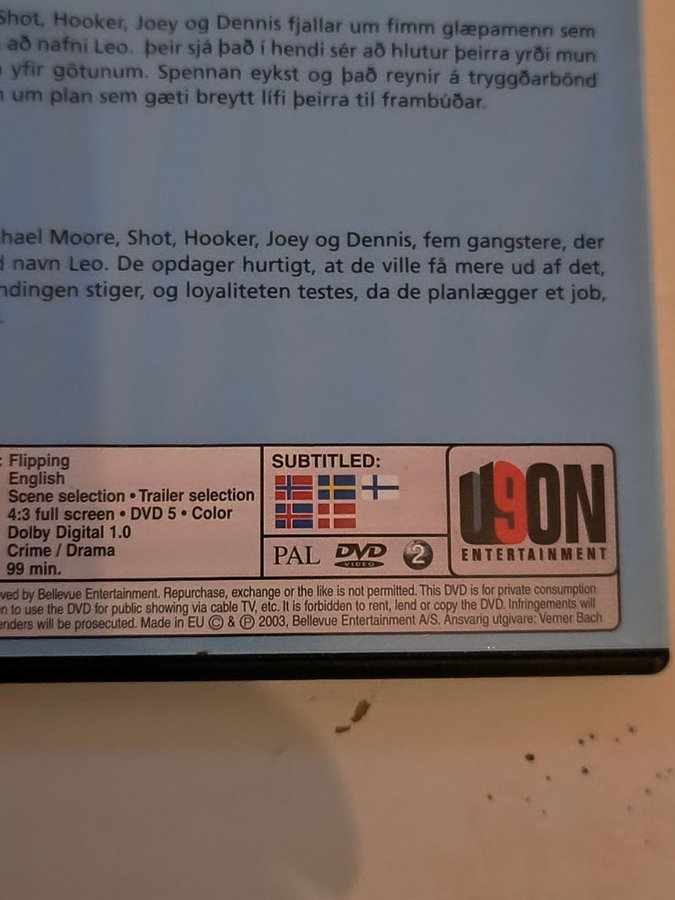 Shot, Hooker, Joey og Dennis fjallar um fimm glæpamenn sem
að nafni Leo. þeir sjá það í hendi sér að hlutur þeirra yrði mun
yfir götunum. Spennan eykst og það reynir á tryggðarbönd
um plan sem gæti breytt lífi þeirra til frambúðar.
hael Moore, Shot, Hooker, Joey og Dennis, fem gangstere, der
navn Leo. De opdager hurtigt, at de ville få mere ud af det,
ndingen stiger, og loyaliteten testes, da de planlægger et job,
: Flipping
English
Scene selection • Trailer selection
4:3 full screen • DVD 5 • Color
Dolby Digital 1.0
Crime / Drama
99 min.
SUBTITLED:
PAL DVD VIDEO 2
U9ON
ENTERTAINMENT
ved by Bellevue Entertainment. Repurchase, exchange or the like is not permitted. This DVD is for private consumption
n to use the DVD for public showing via cable TV, etc. It is forbidden to rent, lend or copy the DVD. Intringements will
enders will be prosecuted. Made in EU © & ℗ 2003, Bellevue Entertainment A/S. Ansvarig utgivare: Verner Bach